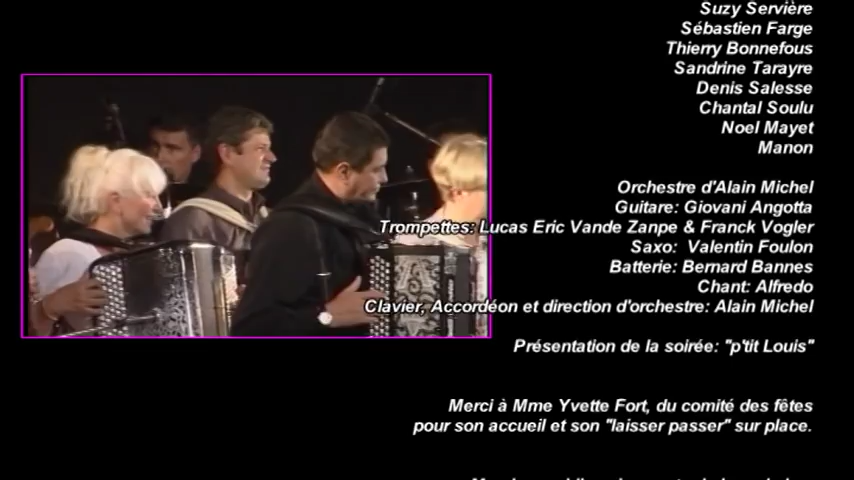 Suzy Servière
Sébastien Farge
Thierry Bonnefous
Sandrine Tarayre
Denis Salesse
Chantal Soulu
Noel Mayet
Manon
Orchestre d'Alain Michel
Guitare: Giovani Angotta
Trompettes: Lucas Eric Vande Zanpe & Franck Vogler
Saxo:  Valentin Foulon
Batterie: Bernard Bannes
Chant: Alfredo
Clavier, Accordéon et direction d'orchestre: Alain Michel
Présentation de la soirée: "p'tit Louis"
Merci à Mme Yvette Fort, du comité des fêtes
pour son accueil et son "laisser passer" sur place.